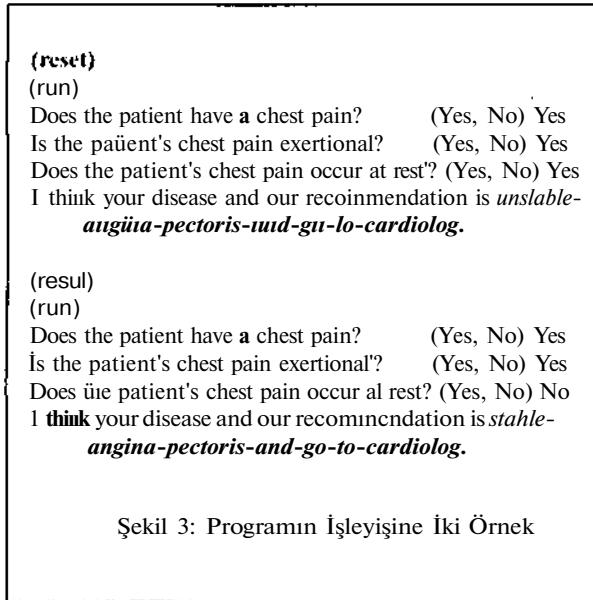 (reset)
(run)
Does the patient have a chest pain? (Yes, No) Yes
Is the paüent's chest pain exertional? (Yes, No) Yes
Does the patient's chest pain occur at rest'? (Yes, No) Yes
I thiıık your disease and our recoinmendation is unslable-
aııgüıa-pectoris-ıuıd-gıı-lo-cardiolog.
(resul)
(run)
Does the patient have a chest pain? (Yes, No) Yes
İs the patient's chest pain exertional'? (Yes, No) Yes
Does üıe patient's chest pain occur al rest? (Yes, No) No
1 thiıık your disease and our recomıncndation is stahle-
angina-pectoris-and-go-to-cardiolog.
Şekil 3: Programın İşleyişine İki Örnek